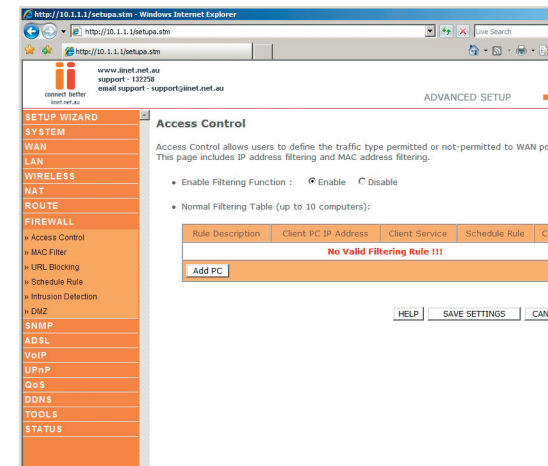 http://10.1.1.1/setupa.stm - Windows Internet Explorer
http://10.1.1.1/setupa.stm
Live Search
http://10.1.1.1/setupa.stm
www.iinet.net.au
support - 132258
email support - support@iinet.net.au
iinet
connect better
iinet.net.au
ADVANCED SETUP
SETUP WIZARD
SYSTEM
WAN
LAN
WIRELESS
NAT
ROUTE
FIREWALL
» Access Control
» MAC Filter
» URL Blocking
» Schedule Rule
» Intrusion Detection
» DMZ
SNMP
ADSL
VoIP
UPnP
QoS
DDNS
TOOLS
STATUS
Access Control
Access Control allows users to define the traffic type permitted or not-permitted to WAN po
This page includes IP address filtering and MAC address filtering.
• Enable Filtering Function : Enable Disable
• Normal Filtering Table (up to 10 computers):
Rule Description Client PC IP Address Client Service Schedule Rule C
No Valid Filtering Rule !!!
Add PC
HELP SAVE SETTINGS CAN